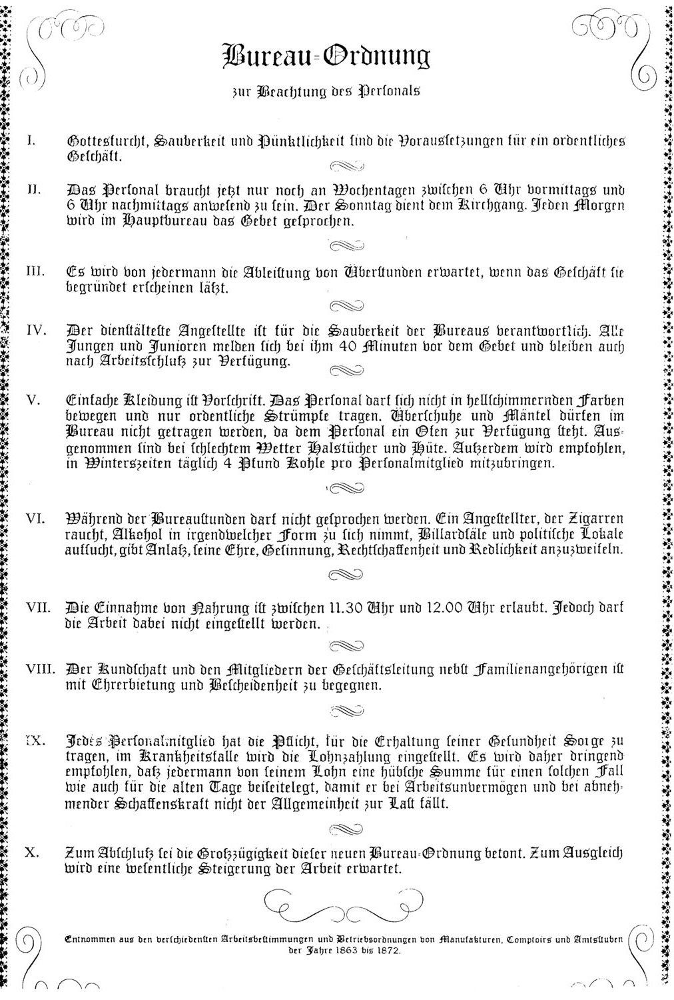 Bureau-Ordnung
zur Beachtung des Personals
I. Gottesfurcht, Sauberkeit und Pünktlichkeit sind die Voraussetzungen für ein ordentliches
Geschäft.
II. Das Personal braucht jetzt nur noch an Wochentagen zwischen 6 Uhr vormittags und
6 Uhr nachmittags anwesend zu sein. Der Sonntag dient dem Kirchgang. Jeden Morgen
wird im Hauptbureau das Gebet gesprochen.
III. Es wird von jedermann die Ableistung von Überstunden erwartet, wenn das Geschäft sie
begründet erscheinen läßt.
IV. Der dienstälteste Angestellte ist für die Sauberkeit der Bureaus verantwortlich. Alle
Jungen und Junioren melden sich bei ihm 40 Minuten vor dem Gebet und bleiben auch
nach Arbeitsschluß zur Verfügung.
V. Einfache Kleidung ist Vorschrift. Das Personal darf sich nicht in hellschimmernden Farben
bewegen und nur ordentliche Strümpfe tragen. Überschuhe und Mäntel dürfen im
Bureau nicht getragen werden, da dem Personal ein Ofen zur Verfügung steht. Aus-
genommen sind bei schlechtem Wetter Halstücher und Hüte. Außerdem wird empfohlen,
in Winterszeiten täglich 4 Pfund Kohle pro Personalmitglied mitzubringen.
VI. Während der Bureaustunden darf nicht gesprochen werden. Ein Angestellter, der Zigarren
raucht, Alkohol in irgendwelcher Form zu sich nimmt, Billardsäle und politische Lokale
aufsucht, gibt Anlaß, seine Ehre, Gesinnung, Rechtschaffenheit und Redlichkeit anzuzweifeln.
VII. Die Einnahme von Nahrung ist zwischen 11.30 Uhr und 12.00 Uhr erlaubt. Jedoch darf
die Arbeit dabei nicht eingestellt werden.
VIII. Der Kundschaft und den Mitgliedern der Geschäftsleitung nebst Familienangehörigen ist
mit Ehrerbietung und Bescheidenheit zu begegnen.
IX. Jedes Personalmitglied hat die Pflicht, für die Erhaltung seiner Gesundheit Sorge zu
tragen, im Krankheitsfalle wird die Lohnzahlung eingestellt. Es wird daher dringend
empfohlen, daß jedermann von seinem Lohn eine hübsche Summe für einen solchen Fall
wie auch für die alten Tage beiseitelegt, damit er bei Arbeitsunvermögen und bei abneh-
mender Schaffenskraft nicht der Allgemeinheit zur Last fällt.
X. Zum Abschluß sei die Großzügigkeit dieser neuen Bureau-Ordnung betont. Zum Ausgleich
wird eine wesentliche Steigerung der Arbeit erwartet.
Entnommen aus den verschiedensten Arbeitsbestimmungen und Betriebsordnungen von Manufakturen, Comptoirs und Amtsstuben
der Jahre 1863 bis 1872.